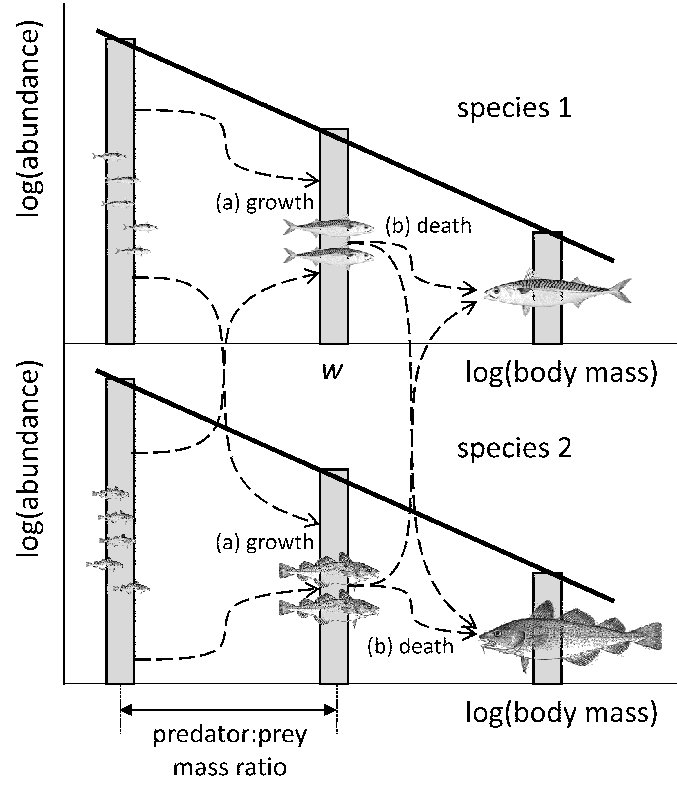 log(abundance)
species 1
(a) growth
(b) death
w
log(body mass)
log(abundance)
species 2
(a) growth
(b) death
log(body mass)
predator:prey
mass ratio